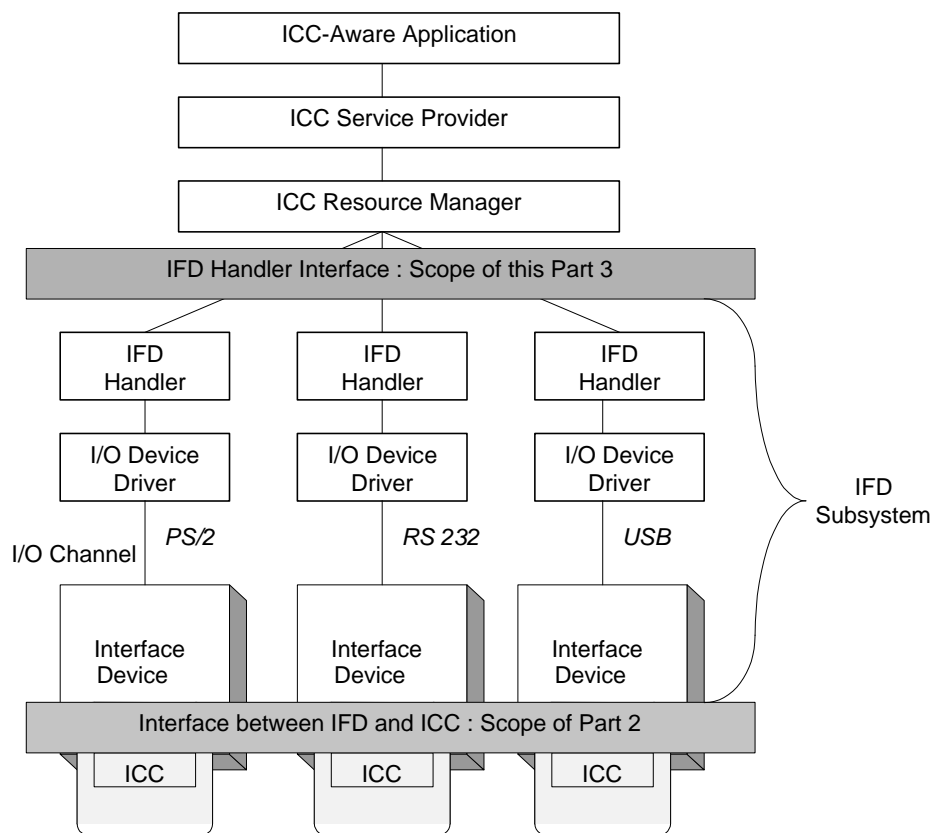 ICC-Aware Application
ICC Service Provider
ICC Resource Manager
IFD Handler Interface : Scope of this Part 3
IFD
Handler
IFD
Handler
IFD
Handler
I/O Device
Driver
I/O Device
Driver
I/O Device
Driver
IFD
Subsystem
I/O Channel
PS/2
RS 232
USB
Interface
Device
Interface
Device
Interface
Device
Interface between IFD and ICC : Scope of Part 2
ICC
ICC
ICC